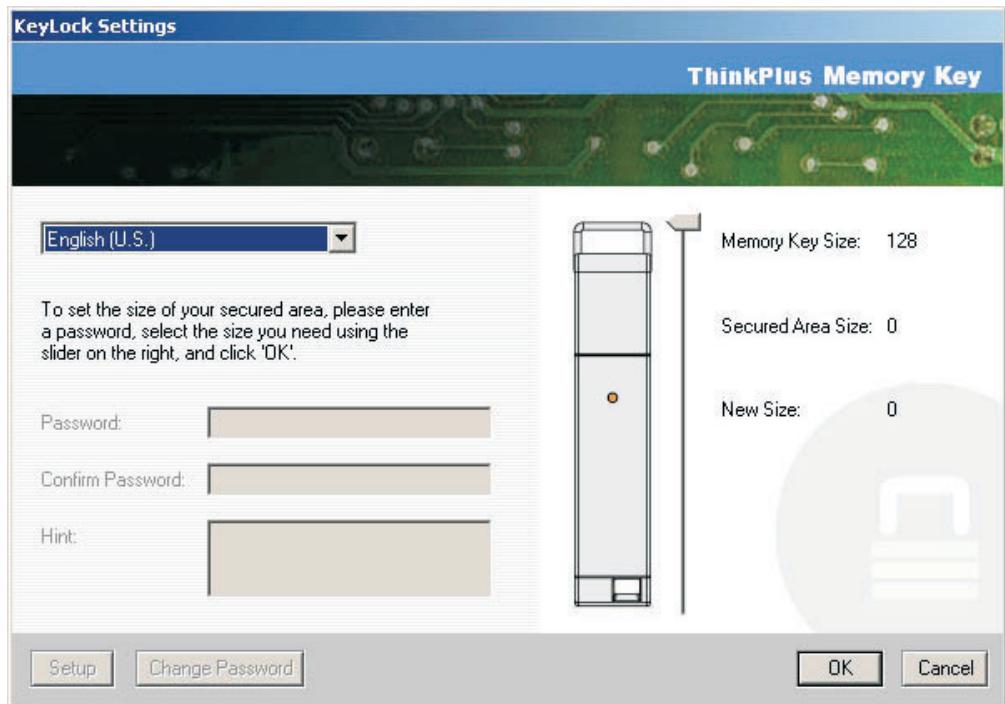 KeyLock Settings
ThinkPlus Memory Key
English (U.S.)
To set the size of your secured area, please enter
a password, select the size you need using the
slider on the right, and click 'OK'.
Password:
Confirm Password:
Hint:
Memory Key Size: 128
Secured Area Size: 0
New Size: 0
Setup
Change Password
OK
Cancel